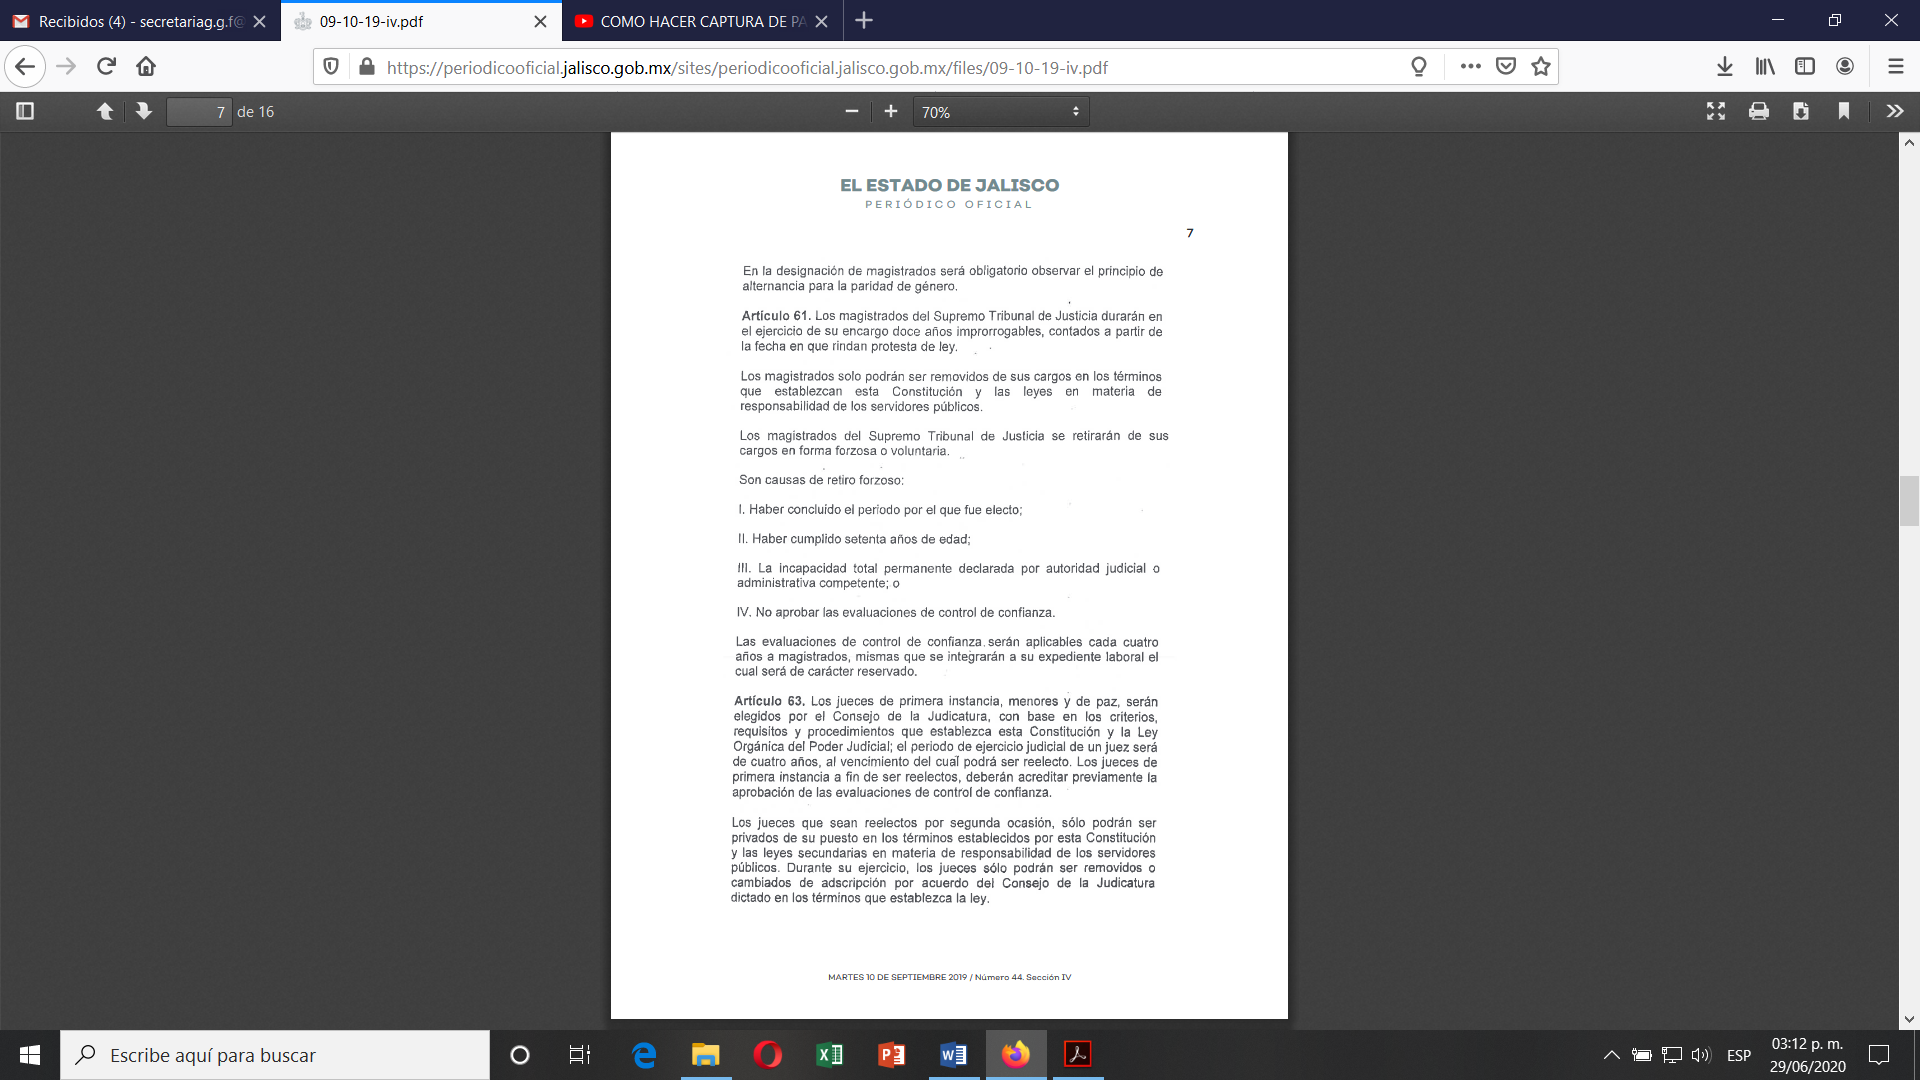 Recibidos (4) - secretariag.g.f@
09-10-19-iv.pdf
COMO HACER CAPTURA DE PA
https://periodicooficial.jalisco.gob.mx/sites/periodicooficial.jalisco.gob.mx/files/09-10-19-iv.pdf
7 de 16
70%
EL ESTADO DE JALISCO
PERIÓDICO OFICIAL
7
En la designación de magistrados será obligatorio observar el principio de
alternancia para la paridad de género.
Artículo 61. Los magistrados del Supremo Tribunal de Justicia durarán en
el ejercicio de su encargo doce años improrrogables, contados a partir de
la fecha en que rindan protesta de ley.
Los magistrados solo podrán ser removidos de sus cargos en los términos
que establezcan esta Constitución y las leyes en materia de
responsabilidad de los servidores públicos.
Los magistrados del Supremo Tribunal de Justicia se retirarán de sus
cargos en forma forzosa o voluntaria.
Son causas de retiro forzoso:
I. Haber concluido el período por el que fue electo;
II. Haber cumplido setenta años de edad;
III. La incapacidad total permanente declarada por autoridad judicial o
administrativa competente; o
IV. No aprobar las evaluaciones de control de confianza.
Las evaluaciones de control de confianza serán aplicables cada cuatro
años a magistrados, mismas que se integrarán a su expediente laboral el
cual será de carácter reservado.
Artículo 63. Los jueces de primera instancia, menores y de paz, serán
elegidos por el Consejo de la Judicatura, con base en los criterios,
requisitos y procedimientos que establezca esta Constitución y la Ley
Orgánica del Poder Judicial; el periodo de ejercicio judicial de un juez será
de cuatro años, al vencimiento del cual podrá ser reelecto. Los jueces de
primera instancia a fin de ser reelectos, deberán acreditar previamente la
aprobación de las evaluaciones de control de confianza.
Los jueces que sean reelectos por segunda ocasión, sólo podrán ser
privados de su puesto en los términos establecidos por esta Constitución
y las leyes secundarias en materia de responsabilidad de los servidores
públicos. Durante su ejercicio, los jueces sólo podrán ser removidos o
cambiados de adscripción por acuerdo del Consejo de la Judicatura
dictado en los términos que establezca la ley.
MARTES 10 DE SEPTIEMBRE 2019 / Número 44. Sección IV
Escribe aquí para buscar
ESP
03:12 p. m.
29/06/2020